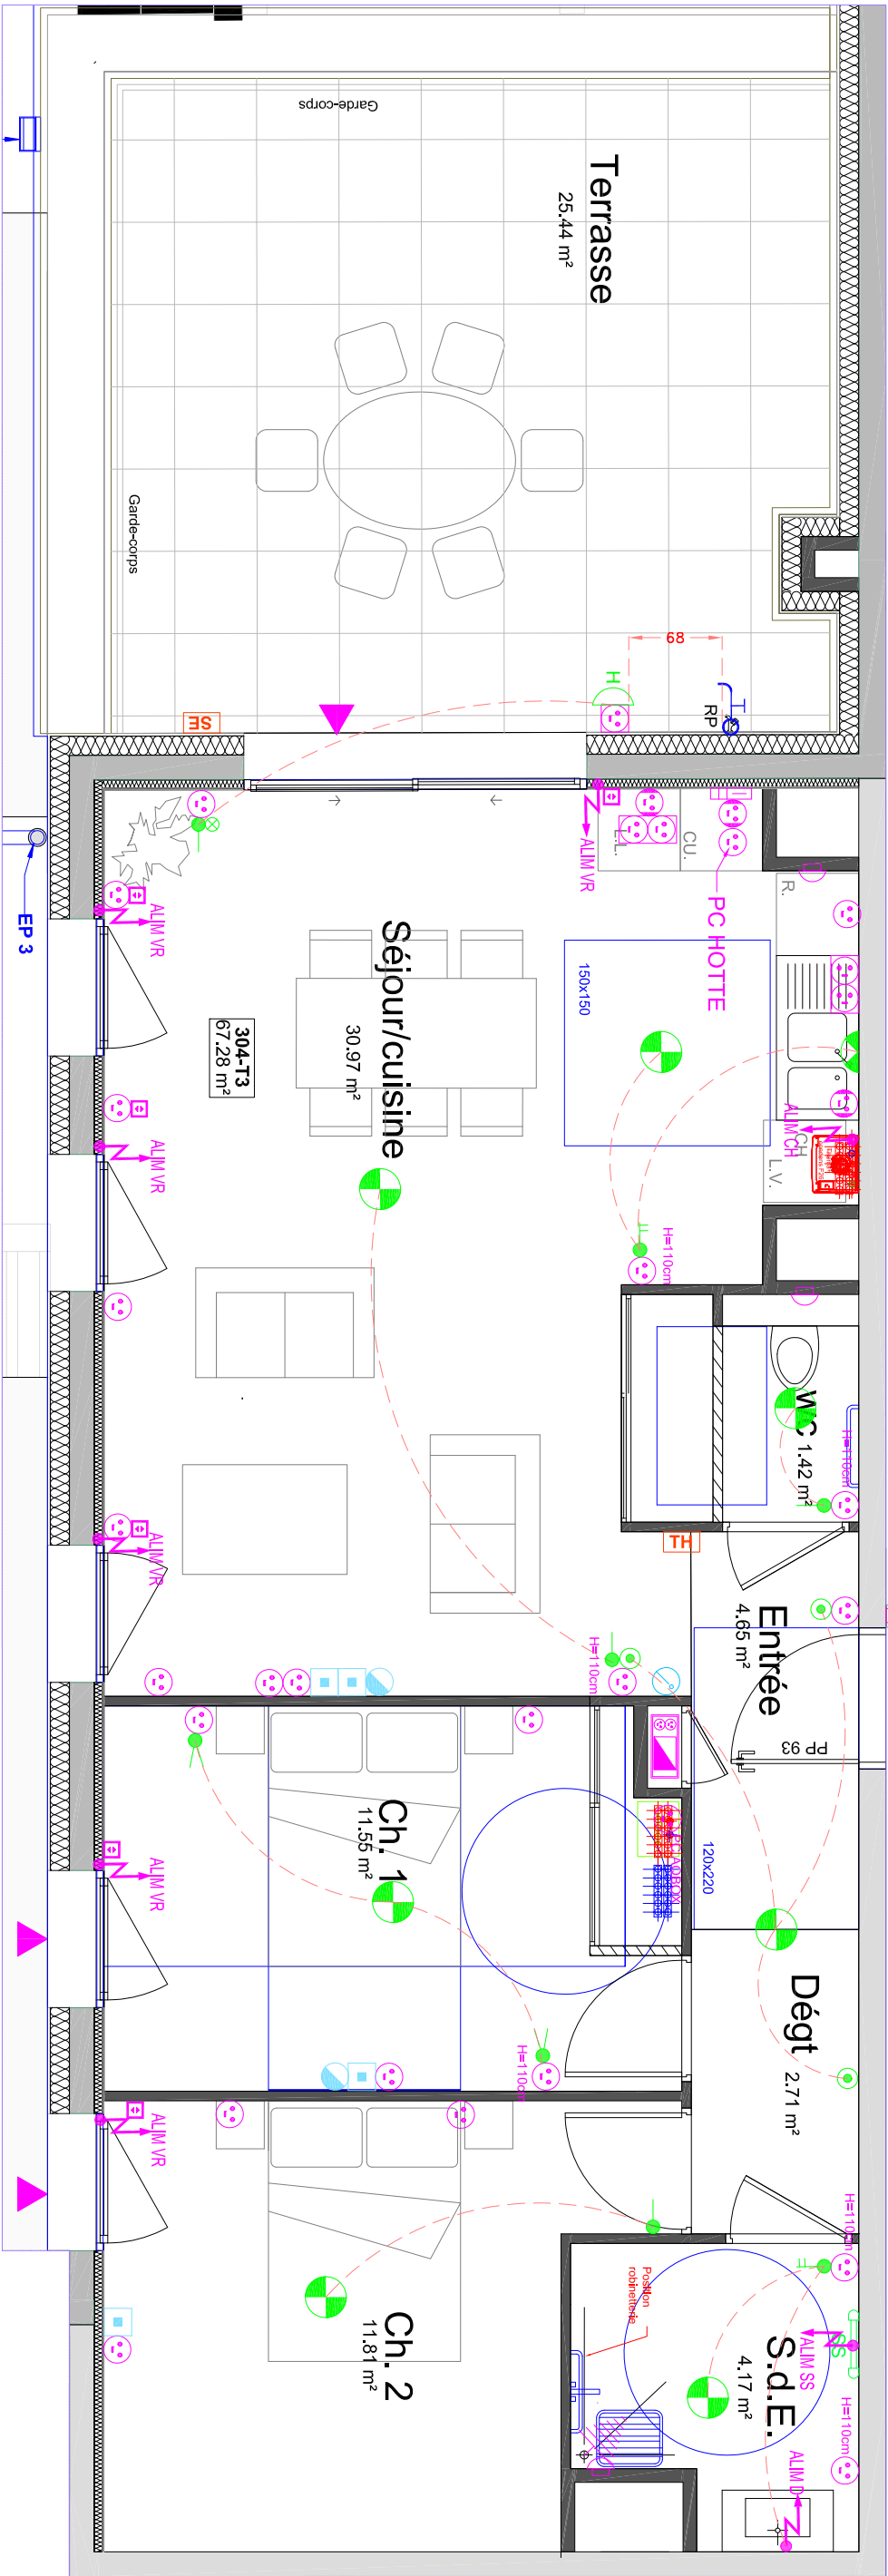 Garde-corps
Terrasse
25.44 m²
Garde-corps
68
H
T
RP
SE
EP 3
ALIM VR
L.L.
CU.
PC HOTTE
R.
ALIM VR
150x150
Séjour/cuisine
30.97 m²
304-T3
67.28 m²
ALIM CH
CH
L.V.
ALIM VR
H=110cm
WC 1.42 m²
H=110cm
ALIM VR
TH
Entrée
4.65 m²
H=110cm
PP 93
Ch. 1
11.55 m²
120x220
ALIM VR
Dégt
2.71 m²
H=110cm
ALIM VR
H=110cm
Position
robinetterie
SS
ALIM SS
S.d.E.
4.17 m²
Ch. 2
11.81 m²
H=110cm
ALIM D